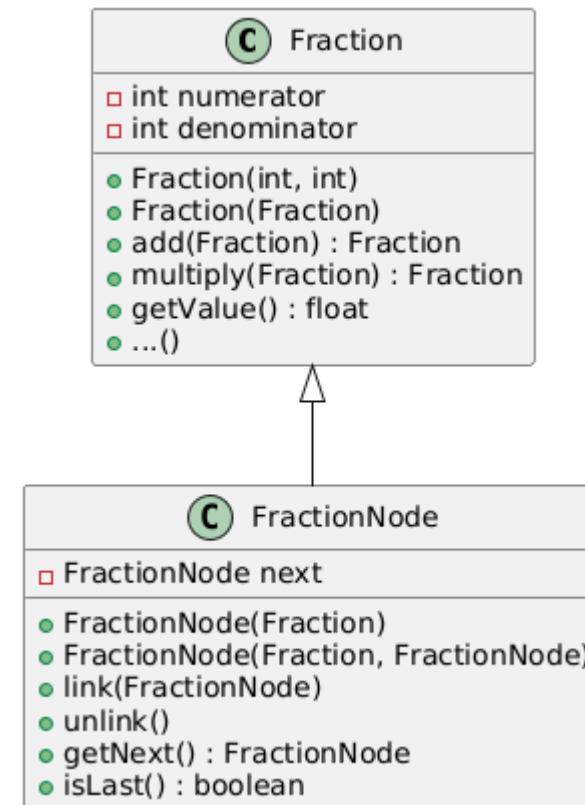 C Fraction
int numerator
int denominator
Fraction(int, int)
Fraction(Fraction)
add(Fraction) : Fraction
multiply(Fraction) : Fraction
getValue() : float
...()
C FractionNode
FractionNode next
FractionNode(Fraction)
FractionNode(Fraction, FractionNode)
link(FractionNode)
unlink()
getNext() : FractionNode
isLast() : boolean